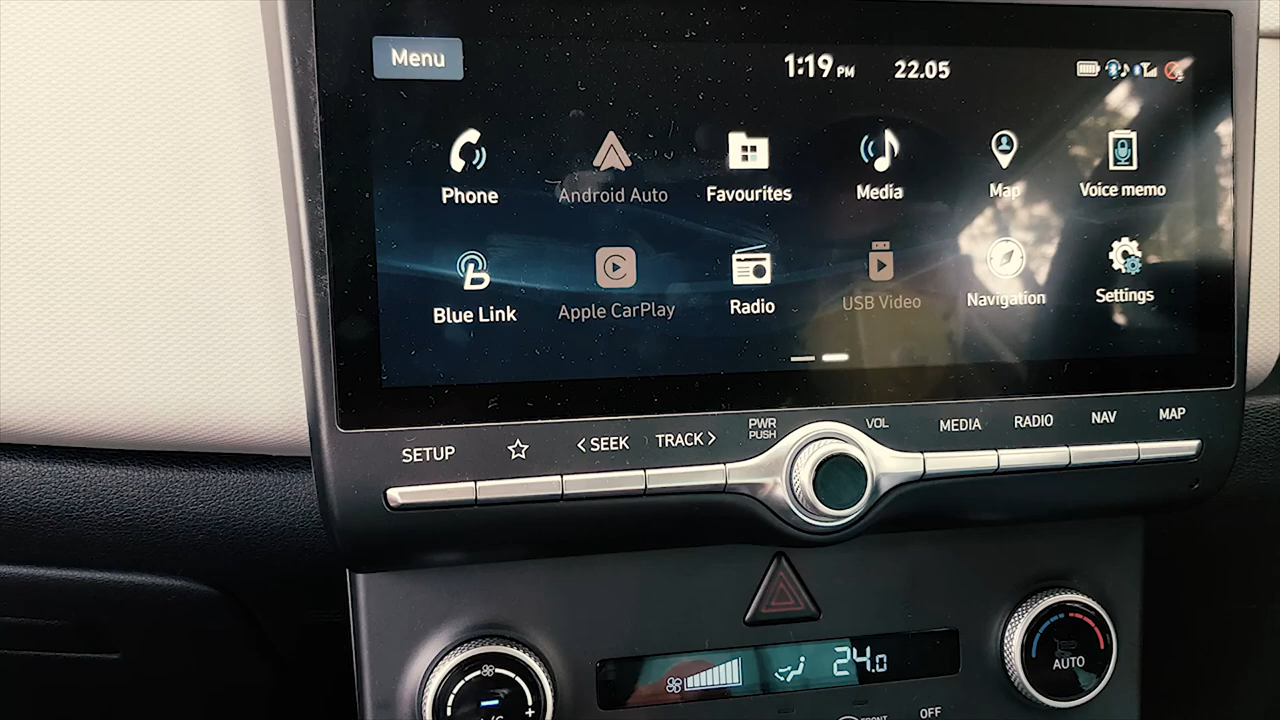 Menu
1:19 PM 22.05
Phone
Android Auto
Favourites
Media
Map
Voice memo
Blue Link
Apple CarPlay
Radio
USB Video
Navigation
Settings
SETUP
SEEK
TRACK
PWR
PUSH
VOL
MEDIA
RADIO
NAV
MAP
24.0
AUTO
FRONT
OFF